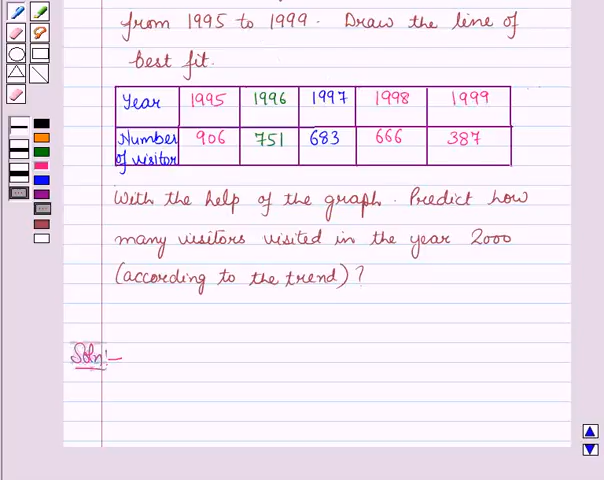 from 1995 to 1999. Draw the line of
best fit.
Year 1995 1996 1997 1998 1999
Number of visitor 906 751 683 666 387
With the help of the graph. Predict how
many visitors visited in the year 2000
(according to the trend)?
Soln:-